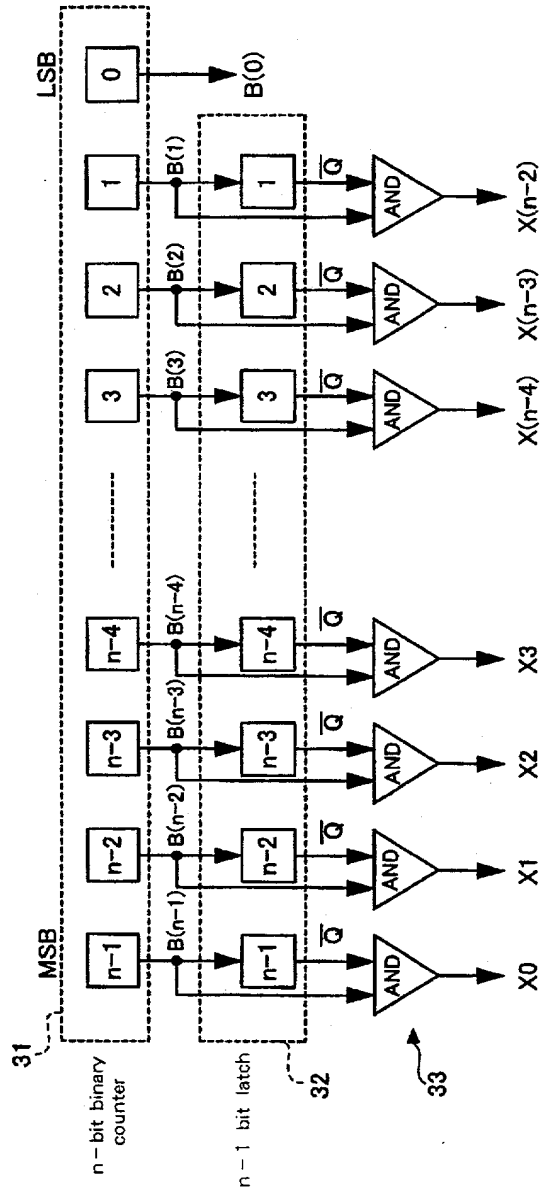 31
MSB
LSB
n-bit binary
counter
n-1
n-2
n-3
n-4
3
2
1
0
B(n-1)
B(n-2)
B(n-3)
B(n-4)
B(3)
B(2)
B(1)
B(0)
n-1 bit latch
n-1
n-2
n-3
n-4
3
2
1
32
Q̅
Q̅
Q̅
Q̅
Q̅
Q̅
Q̅
33
AND
AND
AND
AND
AND
AND
AND
X0
X1
X2
X3
X(n-4)
X(n-3)
X(n-2)